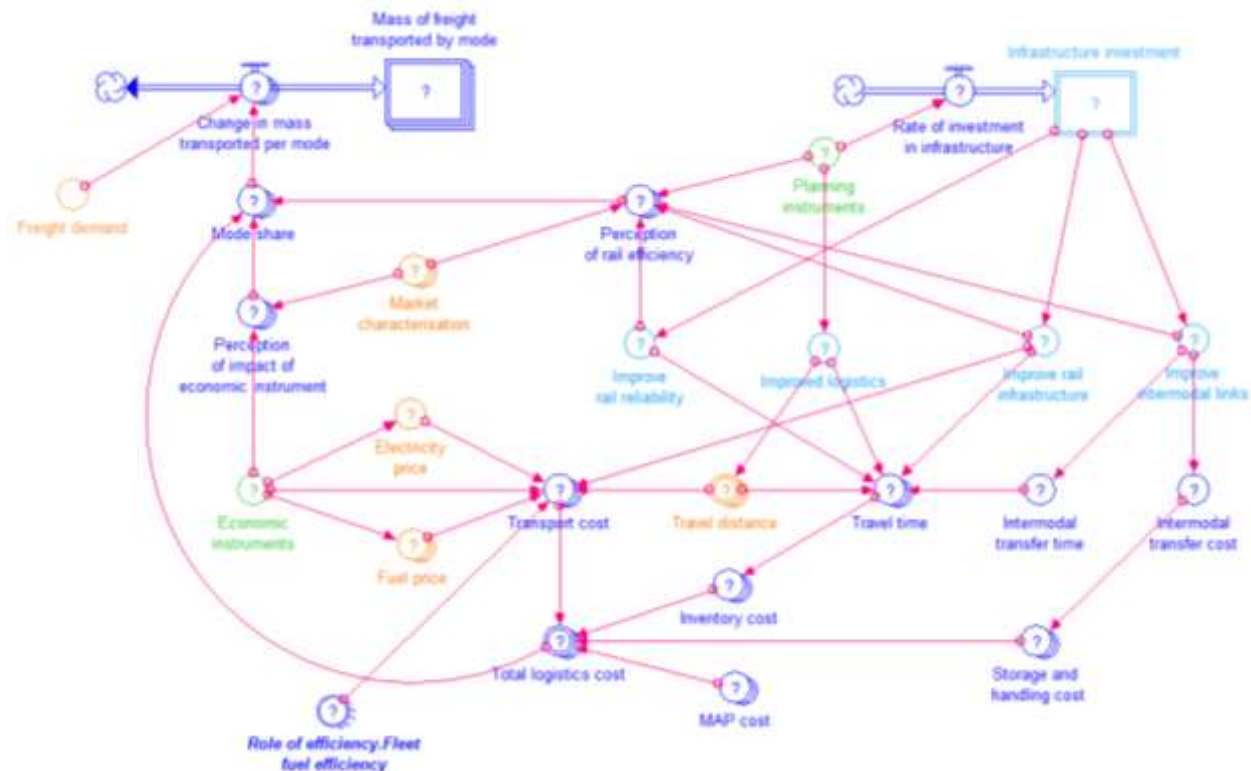 Mass of freight
transported by mode
Infrastructure investment
?
?
?
?
Change in mass
transported per mode
Rate of investment
in infrastructure
?
Planning
instruments
Freight demand
?
Mode share
?
Perception
of rail efficiency
?
Market
characterisation
?
Perception
of impact of
economic instrument
?
Improve
rail reliability
?
Improved logistics
?
Improve rail
infrastructure
?
Improve
intermodal links
?
Electricity
price
?
Economic
instruments
?
Transport cost
?
Travel distance
?
Travel time
?
Intermodal
transfer time
?
Intermodal
transfer cost
?
Fuel price
?
Inventory cost
?
Total logistics cost
?
Storage and
handling cost
?
MAP cost
?
Role of efficiency.Fleet
fuel efficiency